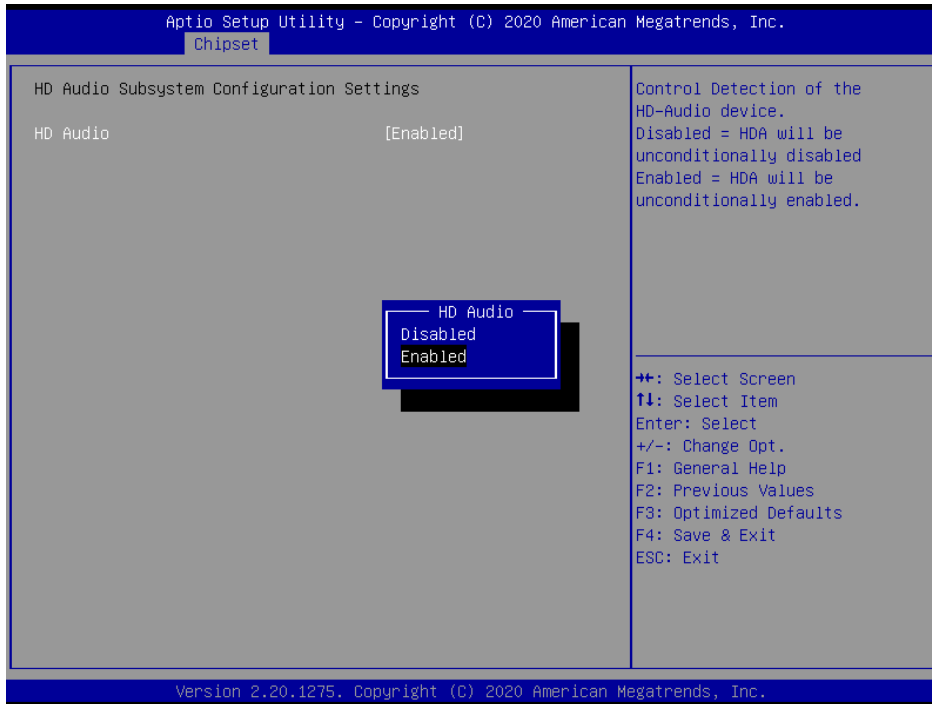 Aptio Setup Utility – Copyright (C) 2020 American Megatrends, Inc.
Chipset
HD Audio Subsystem Configuration Settings
HD Audio [Enabled]
Control Detection of the
HD-Audio device.
Disabled = HDA will be
unconditionally disabled
Enabled = HDA will be
unconditionally enabled.
HD Audio
Disabled
Enabled
→←: Select Screen
↑↓: Select Item
Enter: Select
+/-: Change Opt.
F1: General Help
F2: Previous Values
F3: Optimized Defaults
F4: Save & Exit
ESC: Exit
Version 2.20.1275. Copyright (C) 2020 American Megatrends, Inc.